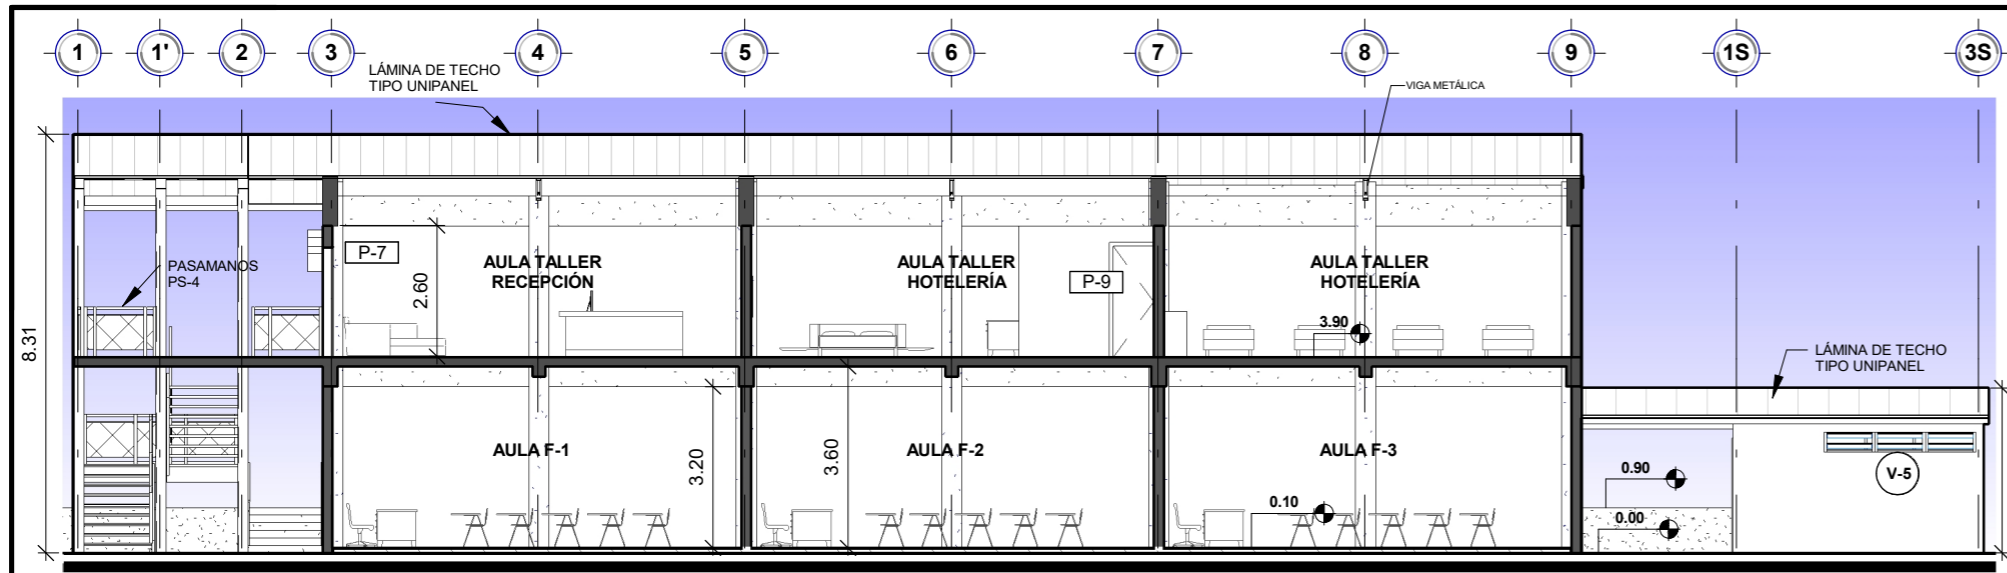 1 1' 2 3 4 5 6 7 8 9 1S 3S
LÁMINA DE TECHO
TIPO UNIPANEL
VIGA METÁLICA
8.31
PASAMANOS
PS-4
P-7
2.60
AULA TALLER
RECEPCIÓN
AULA TALLER
HOTELERÍA
P-9
AULA TALLER
HOTELERÍA
3.90
LÁMINA DE TECHO
TIPO UNIPANEL
AULA F-1
3.20
3.60
AULA F-2
AULA F-3
0.10
0.90
0.00
V-5